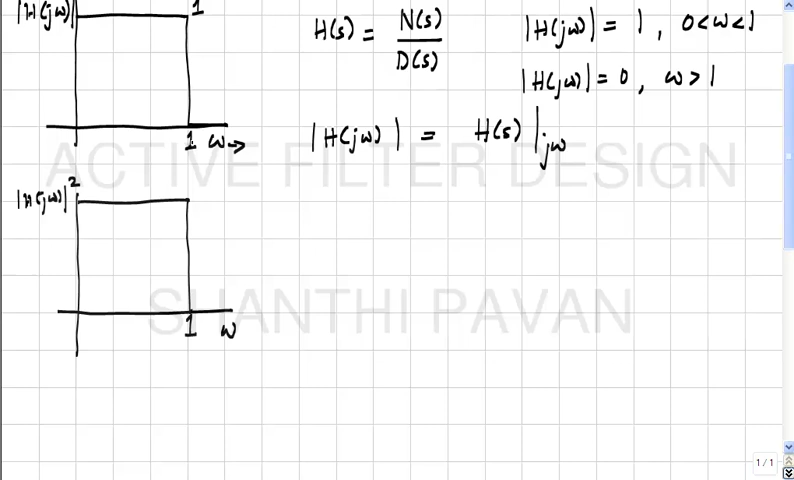 |H(jω)| 1
H(s) = N(s) / D(s)
|H(jω)| = 1 , 0<ω<1
|H(jω)| = 0 , ω > 1
1 ω→
|H(jω)| = H(s) |jω
ACTIVE FILTER DESIGN
|H(jω)|²
SHANTHI PAVAN
1 ω
1 / 1